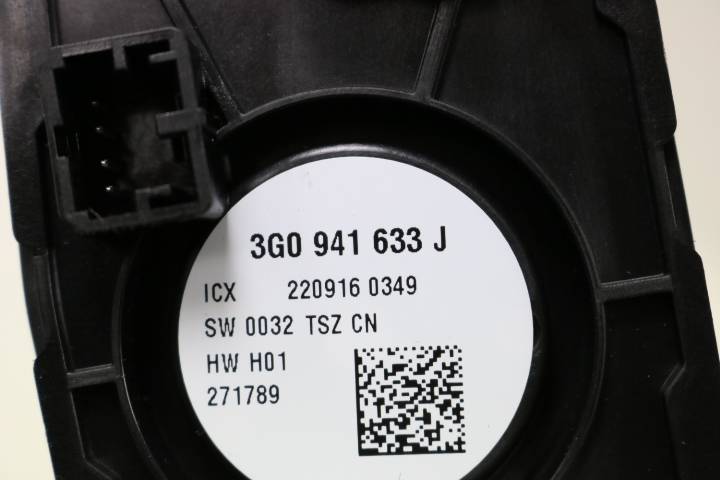 3G0 941 633 J
ICX 220916 0349
SW 0032 TSZ CN
HW H01
271789